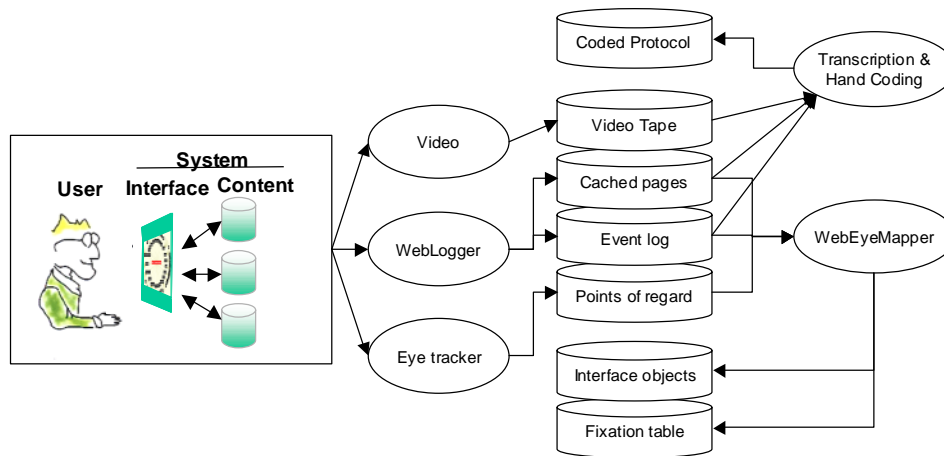 System
User
Interface
Content
Video
WebLogger
Eye tracker
Coded Protocol
Video Tape
Cached pages
Event log
Points of regard
Interface objects
Fixation table
Transcription &
Hand Coding
WebEyeMapper